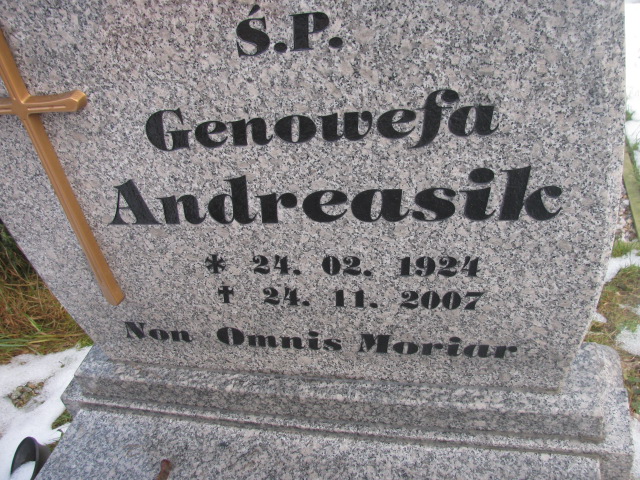 Ś.P.
Genowefa
Andreasik
* 24. 02. 1924
† 24. 11. 2007
Non Omnis Moriar